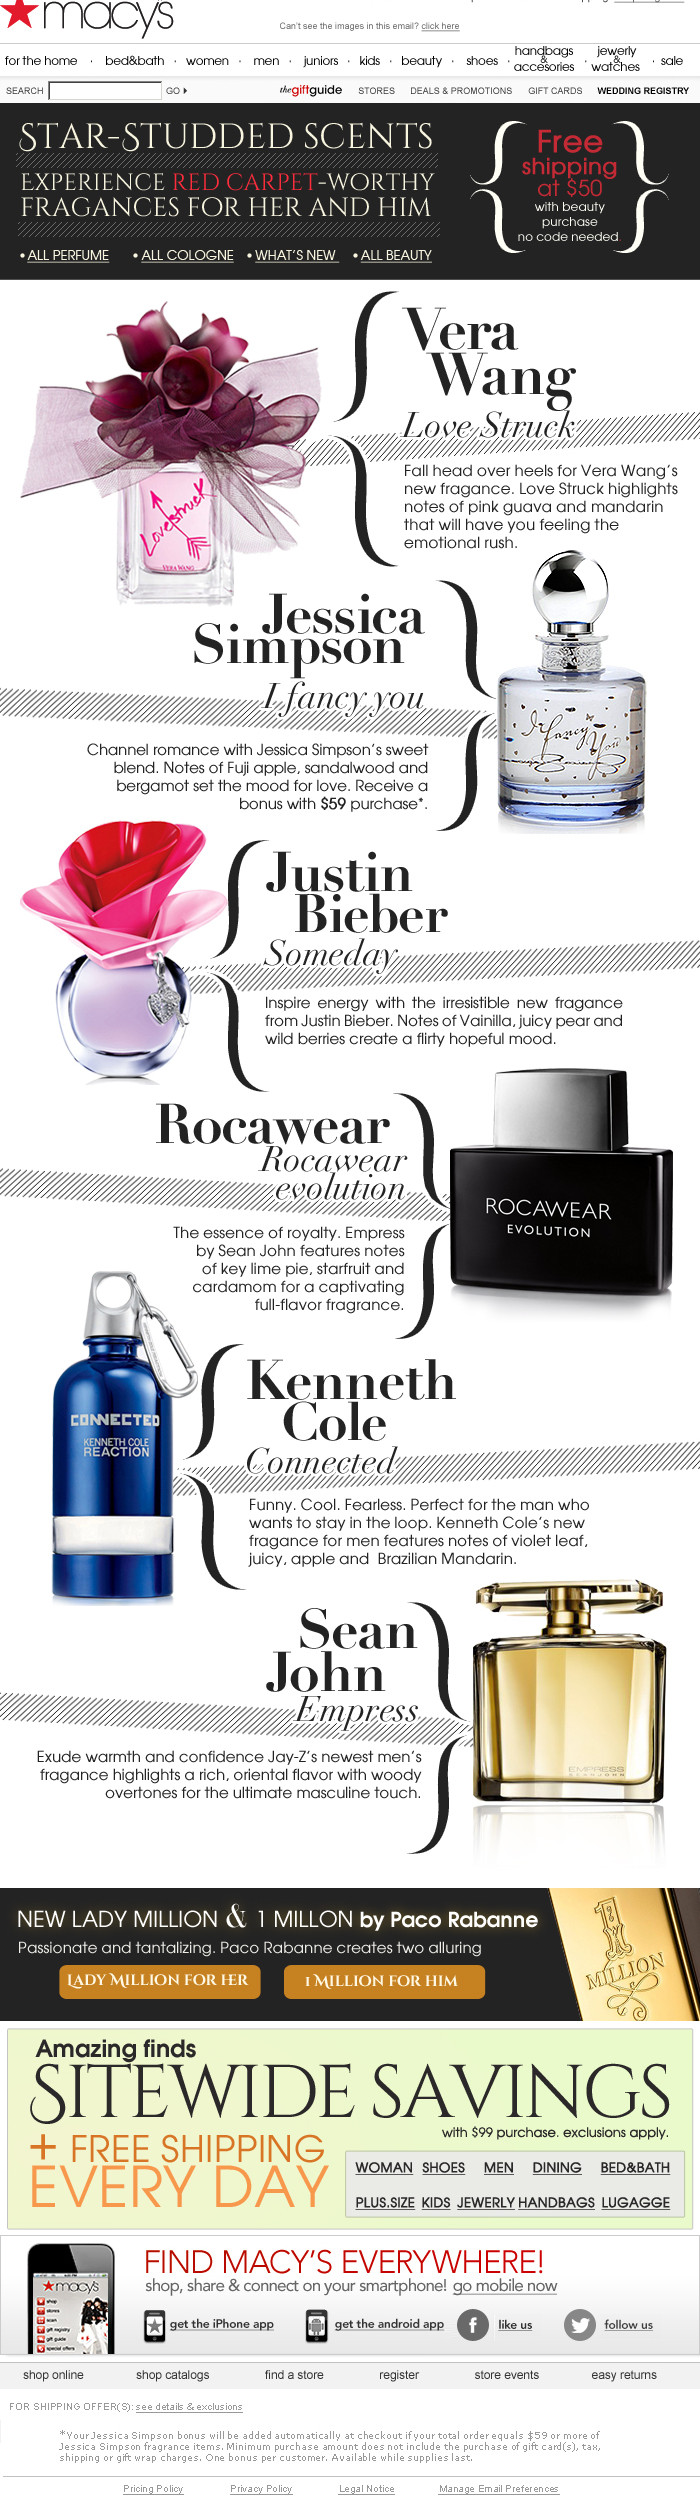 macys
Can't see the images in this email? click here
for the home · bed&bath · women · men · juniors · kids · beauty · shoes · handbags & accesories · jewerly & watches · sale
SEARCH GO the giftguide STORES DEALS & PROMOTIONS GIFT CARDS WEDDING REGISTRY
STAR-STUDDED SCENTS
EXPERIENCE RED CARPET-WORTHY
FRAGANCES FOR HER AND HIM
• ALL PERFUME • ALL COLOGNE • WHAT'S NEW • ALL BEAUTY
Free
shipping
at $50
with beauty
purchase
no code needed.
Vera
Wang
Love Struck
Fall head over heels for Vera Wang's
new fragance. Love Struck highlights
notes of pink guava and mandarin
that will have you feeling the
emotional rush.
Lovestruck
VERA WANG
Jessica
Simpson
I fancy you
Channel romance with Jessica Simpson's sweet
blend. Notes of Fuji apple, sandalwood and
bergamot set the mood for love. Receive a
bonus with $59 purchase*.
I Fancy You
Justin
Bieber
Someday
Inspire energy with the irresistible new fragance
from Justin Bieber. Notes of Vainilla, juicy pear and
wild berries create a flirty hopeful mood.
Rocawear
Rocawear
evolution
The essence of royalty. Empress
by Sean John features notes
of key lime pie, starfruit and
cardamom for a captivating
full-flavor fragrance.
ROCAWEAR
EVOLUTION
CONNECTED
KENNETH COLE
REACTION
Kenneth
Cole
Connected
Funny. Cool. Fearless. Perfect for the man who
wants to stay in the loop. Kenneth Cole's new
fragance for men features notes of violet leaf,
juicy, apple and Brazilian Mandarin.
Sean
John
Empress
Exude warmth and confidence Jay-Z's newest men's
fragance highlights a rich, oriental flavor with woody
overtones for the ultimate masculine touch.
EMPRESS
SEANJOHN
NEW LADY MILLION & 1 MILLON by Paco Rabanne
Passionate and tantalizing. Paco Rabanne creates two alluring
LADY MILLION FOR HER 1 MILLION FOR HIM
1
MILLION
Amazing finds
SITEWIDE SAVINGS
with $99 purchase. exclusions apply.
+ FREE SHIPPING
EVERY DAY
WOMAN SHOES MEN DINING BED&BATH
PLUS.SIZE KIDS JEWERLY HANDBAGS LUGAGGE
FIND MACY'S EVERYWHERE!
shop, share & connect on your smartphone! go mobile now
get the iPhone app get the android app like us follow us
macys
shop
stores
scan
gift registry
gift guide
special offers
shop online shop catalogs find a store register store events easy returns
FOR SHIPPING OFFER(S): see details & exclusions
*Your Jessica Simpson bonus will be added automatically at checkout if your total order equals $59 or more of
Jessica Simpson fragrance items. Minimum purchase amount does not include the purchase of gift card(s), tax,
shipping or gift wrap charges. One bonus per customer. Available while supplies last.
Pricing Policy Privacy Policy Legal Notice Manage Email Preferences